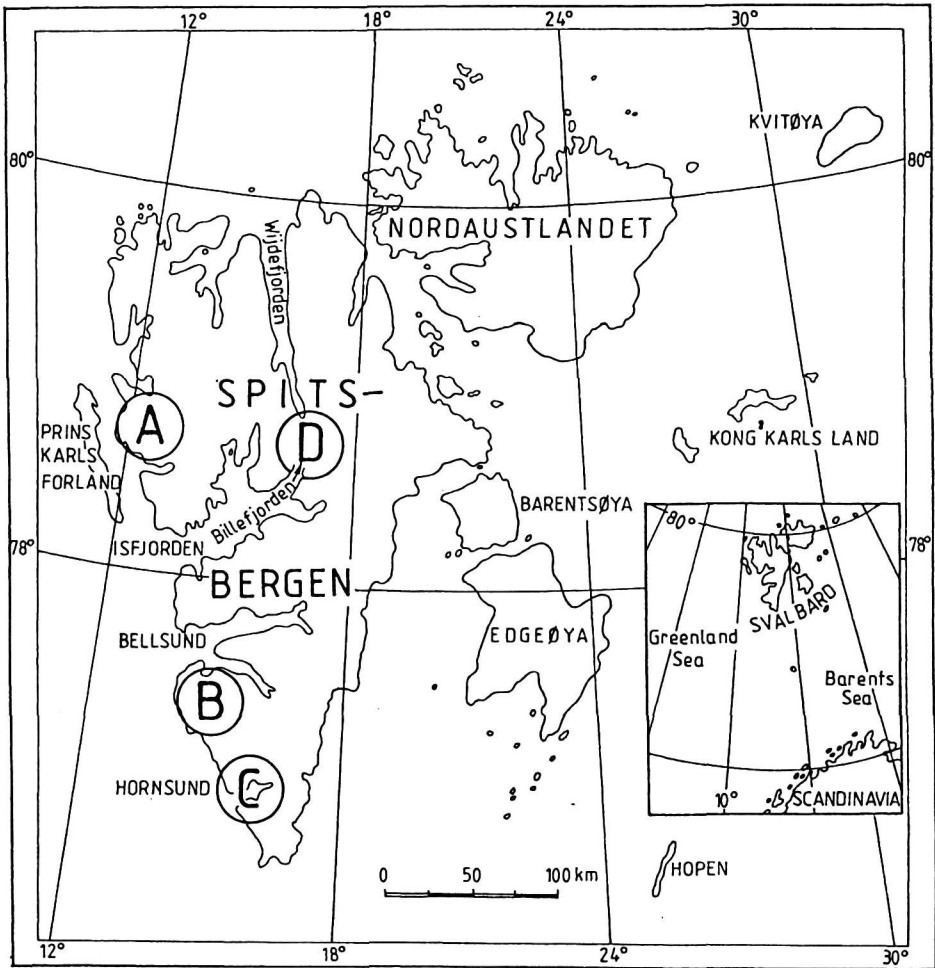 12° 18° 24° 30°
80° 80°
KVITØYA
NORDAUSTLANDET
Wijdefjorden
SPITS-
A
D
PRINS
KARLS
FORLAND
KONG KARLS LAND
Billefjorden
BARENTSØYA
ISFJORDEN
78° 78°
BERGEN
BELLSUND
EDGEØYA
B
HORNSUND
C
0 50 100 km
HOPEN
80°
SVALBARD
Greenland
Sea
Barents
Sea
10°
SCANDINAVIA
12° 18° 24° 30°